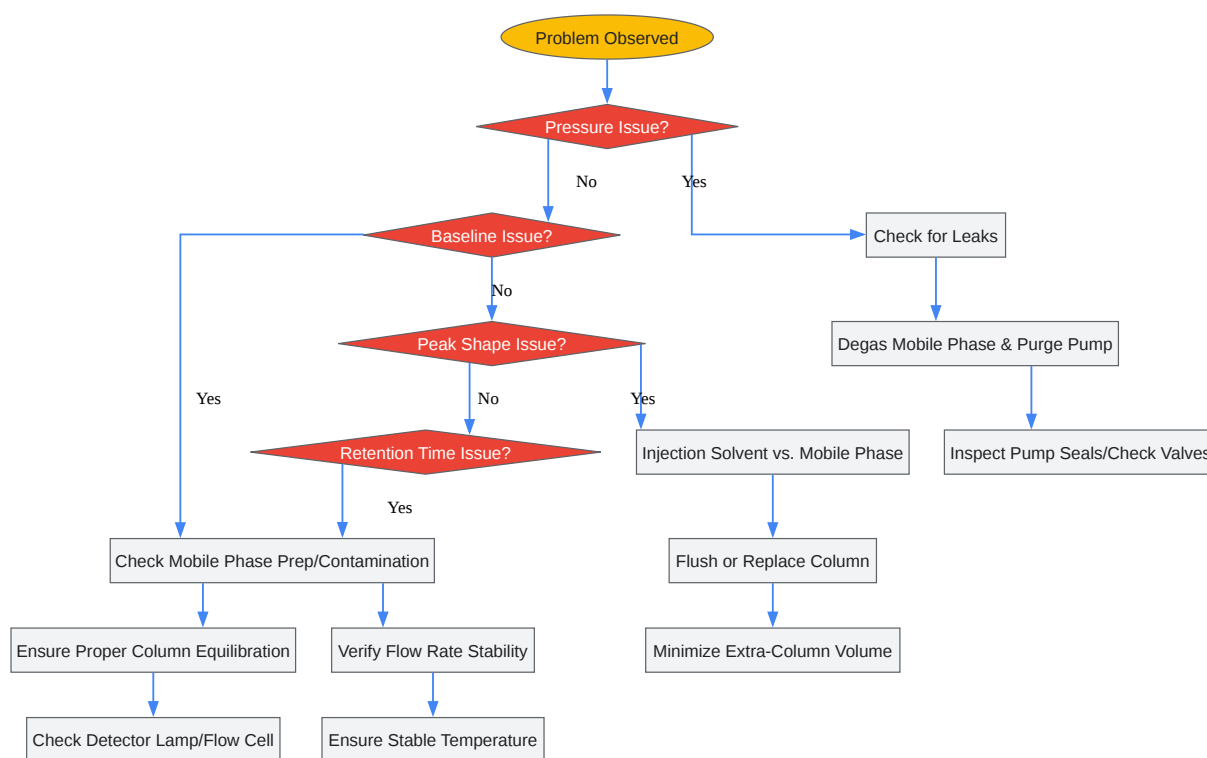 Problem Observed
Pressure Issue?
No
Yes
Baseline Issue?
Check for Leaks
No
Peak Shape Issue?
Degas Mobile Phase & Purge Pump
Yes
No
Yes
Retention Time Issue?
Injection Solvent vs. Mobile Phase
Inspect Pump Seals/Check Valves
Yes
Check Mobile Phase Prep/Contamination
Flush or Replace Column
Ensure Proper Column Equilibration
Verify Flow Rate Stability
Minimize Extra-Column Volume
Check Detector Lamp/Flow Cell
Ensure Stable Temperature